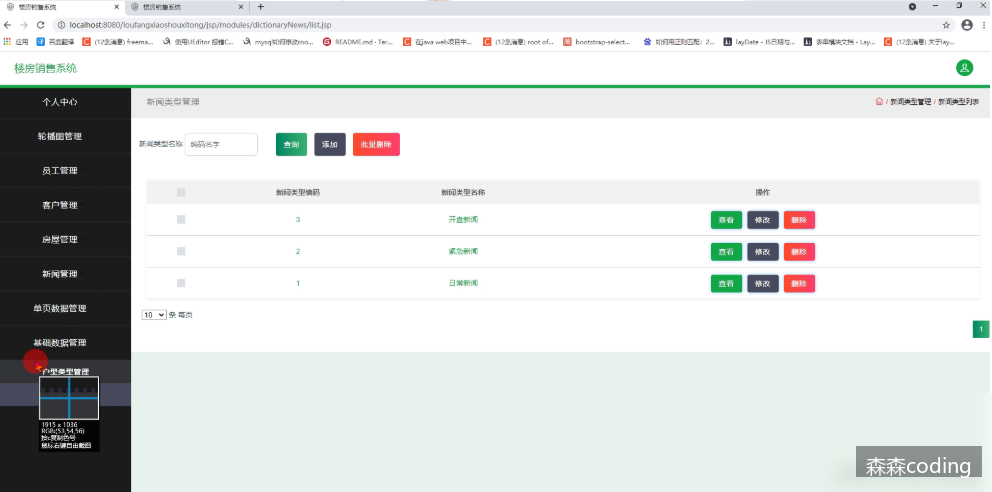 楼房销售系统
楼房销售系统
localhost:8080/loufangxiaoshouxitong/jsp/modules/dictionaryNews/list.jsp
应用
百度翻译
(12条消息) freema...
使用UEditor 报错C...
mysql如何修改roo...
README.md · Ter...
在java web项目中...
(12条消息) root of...
bootstrap-select...
如何用正则匹配：2...
layDate - JS日期与...
表单模块文档 - Lay...
(12条消息) 关于lay...
楼房销售系统
个人中心
新闻类型管理
/ 新闻类型管理 / 新闻类型列表
轮播图管理
新闻类型名称
编码名字
查询
添加
批量删除
员工管理
新闻类型编码
新闻类型名称
操作
客户管理
3
开盘新闻
查看
修改
删除
房屋管理
2
紧急新闻
查看
修改
删除
新闻管理
1
日常新闻
查看
修改
删除
单页数据管理
10
条 每页
1
基础数据管理
户型类型管理
1915 x 1036
RGB:(53,54,56)
按c复制色号
鼠标右键自由截图
森森coding